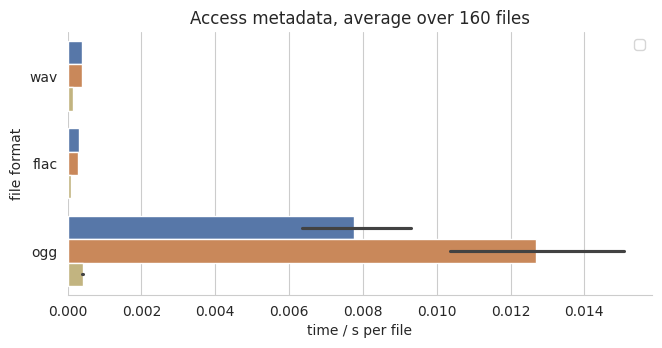 Access metadata, average over 160 files
wav
flac
ogg
file format
0.000 0.002 0.004 0.006 0.008 0.010 0.012 0.014
time / s per file